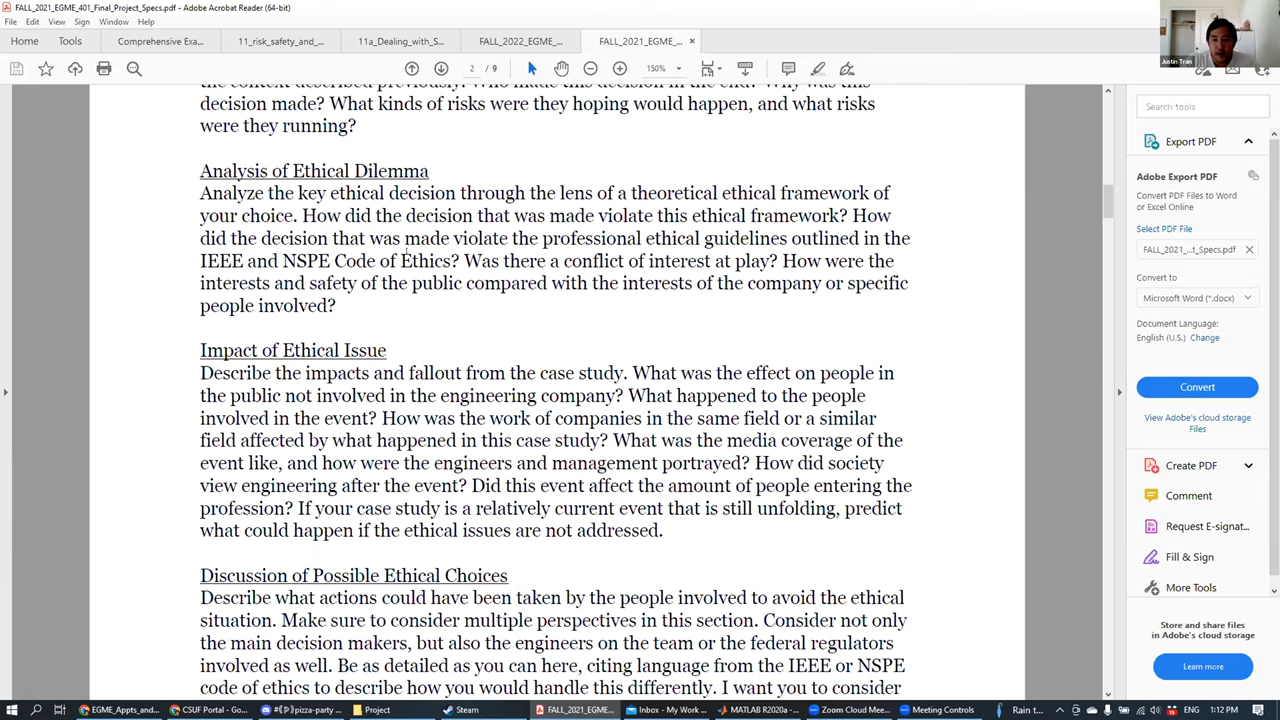 FALL_2021_EGME_401_Final_Project_Specs.pdf - Adobe Acrobat Reader (64-bit)
File Edit View Sign Window Help
Home Tools Comprehensive Exa... 11_risk_safety_and_... 11a_Dealing_with_S... FALL_2022_EGME_... FALL_2021_EGME_... ×
2 / 9 150%
Justin Tran
decision made? What kinds of risks were they hoping would happen, and what risks
were they running?
Analysis of Ethical Dilemma
Analyze the key ethical decision through the lens of a theoretical ethical framework of
your choice. How did the decision that was made violate this ethical framework? How
did the decision that was made violate the professional ethical guidelines outlined in the
IEEE and NSPE Code of Ethics? Was there a conflict of interest at play? How were the
interests and safety of the public compared with the interests of the company or specific
people involved?
Impact of Ethical Issue
Describe the impacts and fallout from the case study. What was the effect on people in
the public not involved in the engineering company? What happened to the people
involved in the event? How was the work of companies in the same field or a similar
field affected by what happened in this case study? What was the media coverage of the
event like, and how were the engineers and management portrayed? How did society
view engineering after the event? Did this event affect the amount of people entering the
profession? If your case study is a relatively current event that is still unfolding, predict
what could happen if the ethical issues are not addressed.
Discussion of Possible Ethical Choices
Describe what actions could have been taken by the people involved to avoid the ethical
situation. Make sure to consider multiple perspectives in this section. Consider not only
the main decision makers, but also the engineers on the team or the federal regulators
involved as well. Be as detailed as you can here, citing language from the IEEE or NSPE
code of ethics to describe how you would handle this differently. I want you to consider
Search tools
Export PDF
Adobe Export PDF
Convert PDF Files to Word
or Excel Online
Select PDF File
FALL_2021_...t_Specs.pdf ×
Convert to
Microsoft Word (*.docx)
Document Language:
English (U.S.) Change
Convert
View Adobe's cloud storage
Files
Create PDF
Comment
Request E-signat...
Fill & Sign
More Tools
Store and share files
in Adobe's cloud storage
Learn more
EGME_Appts_and... CSUF Portal - Go... pizza-party Project Steam FALL_2021_EGME... Inbox - My Work ... MATLAB R2020a - ... Zoom Cloud Mee... Meeting Controls Rain t... 15 ENG 1:12 PM